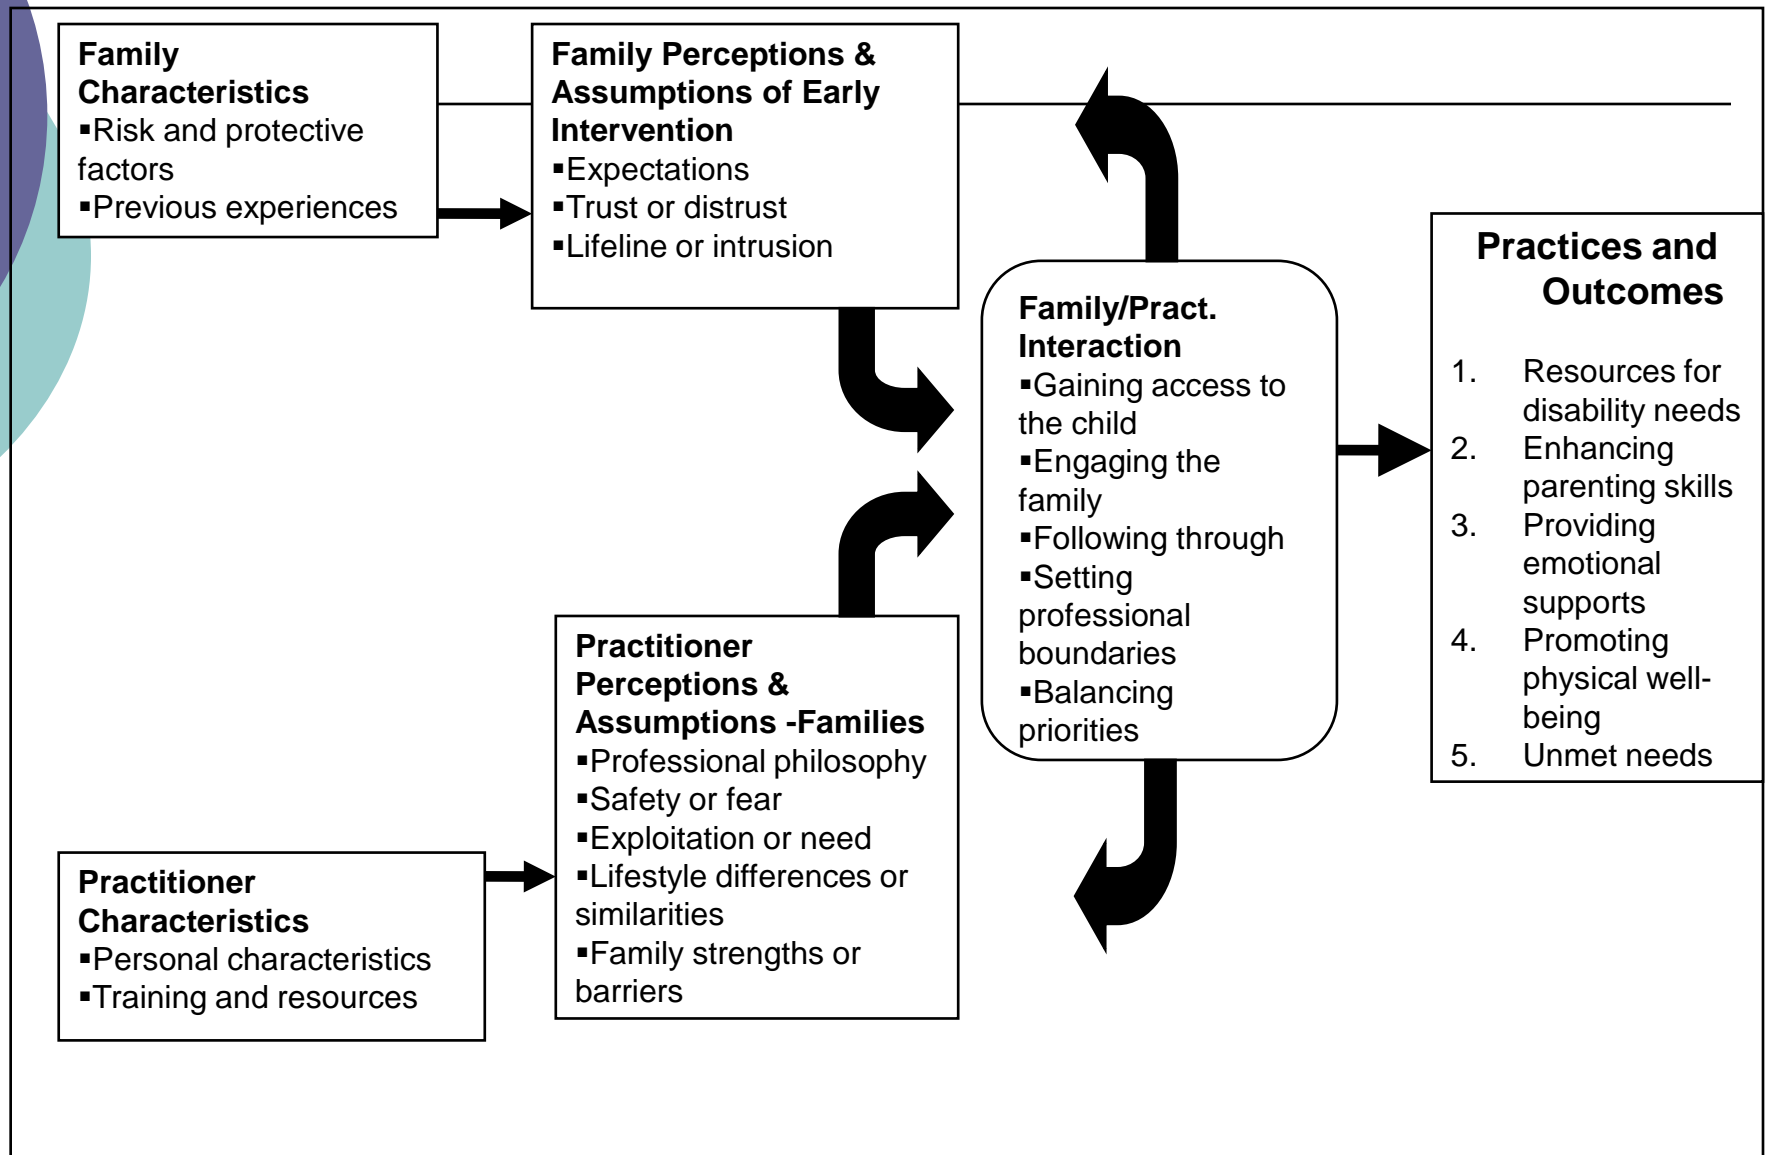 Family
Characteristics
▪Risk and protective
factors
▪Previous experiences
Family Perceptions &
Assumptions of Early
Intervention
▪Expectations
▪Trust or distrust
▪Lifeline or intrusion
Family/Pract.
Interaction
▪Gaining access to
the child
▪Engaging the
family
▪Following through
▪Setting
professional
boundaries
▪Balancing
priorities
Practices and
Outcomes
1. Resources for
disability needs
2. Enhancing
parenting skills
3. Providing
emotional
supports
4. Promoting
physical well-
being
5. Unmet needs
Practitioner
Perceptions &
Assumptions -Families
▪Professional philosophy
▪Safety or fear
▪Exploitation or need
▪Lifestyle differences or
similarities
▪Family strengths or
barriers
Practitioner
Characteristics
▪Personal characteristics
▪Training and resources